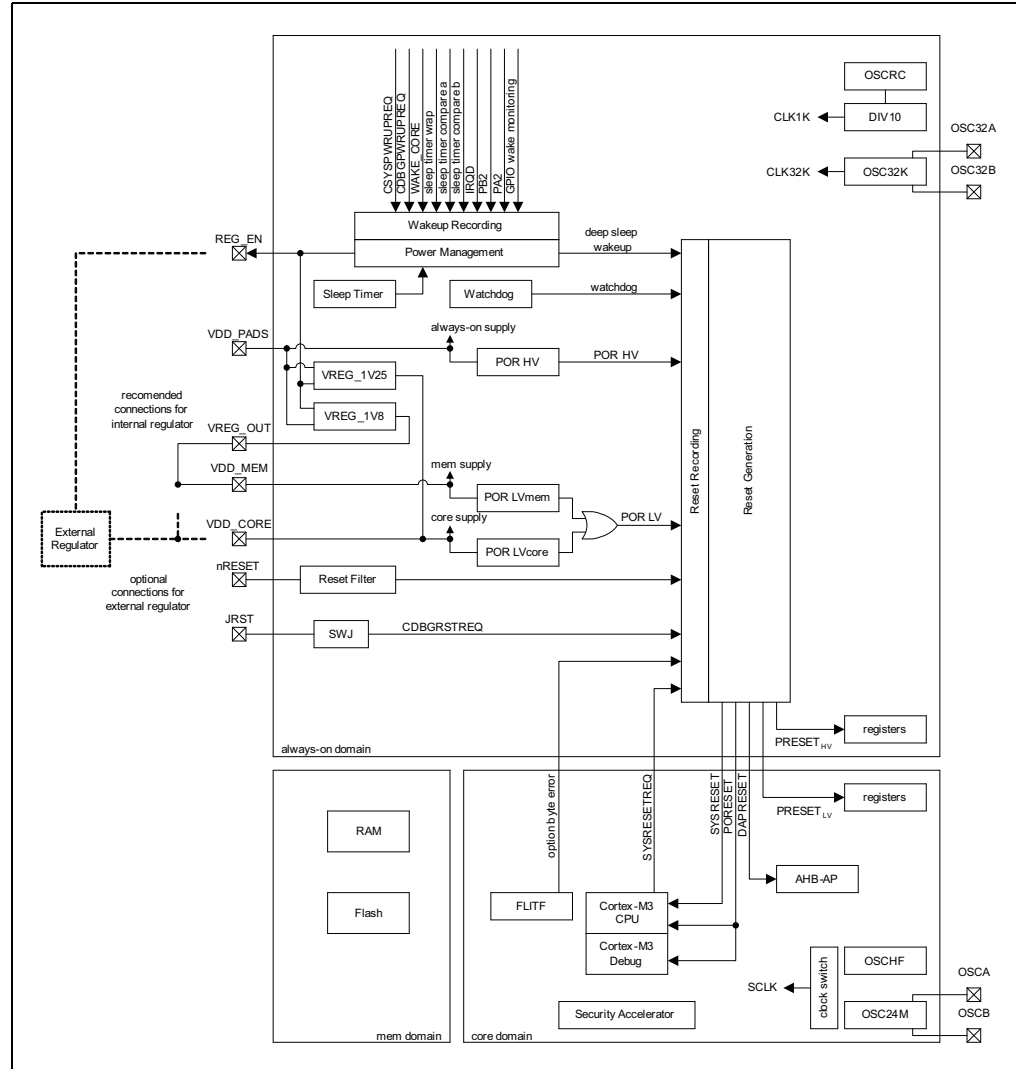 CSYSPWRUPREQ
CDBGPWRUPREQ
WAKE_CORE
sleep timer wrap
sleep timer compare a
sleep timer compare b
IRQD
PB2
PA2
GPIO wake monitoring
OSCRC
CLK1K
DIV10
OSC32A
CLK32K
OSC32K
OSC32B
Wakeup Recording
REG_EN
Power Management
deep sleep
wakeup
Sleep Timer
Watchdog
watchdog
VDD_PADS
always-on supply
POR HV
POR HV
VREG_1V25
recomended
connections for
internal regulator
VREG_1V8
VREG_OUT
VDD_MEM
mem supply
POR LVmem
Reset Recording
Reset Generation
External
Regulator
VDD_CORE
core supply
POR LV
POR LVcore
nRESET
Reset Filter
optional
connections for
external regulator
JRST
SWJ
CDBGRSTREQ
PRESET HV
registers
always-on domain
option byte error
SYSRESETREQ
SYSRESET
PORESET
DAPRESET
PRESET LV
registers
RAM
Flash
AHB-AP
FLITF
Cortex-M3
CPU
Cortex-M3
Debug
SCLK
clock switch
OSCHF
OSC24M
OSCA
OSCB
Security Accelerator
mem domain
core domain